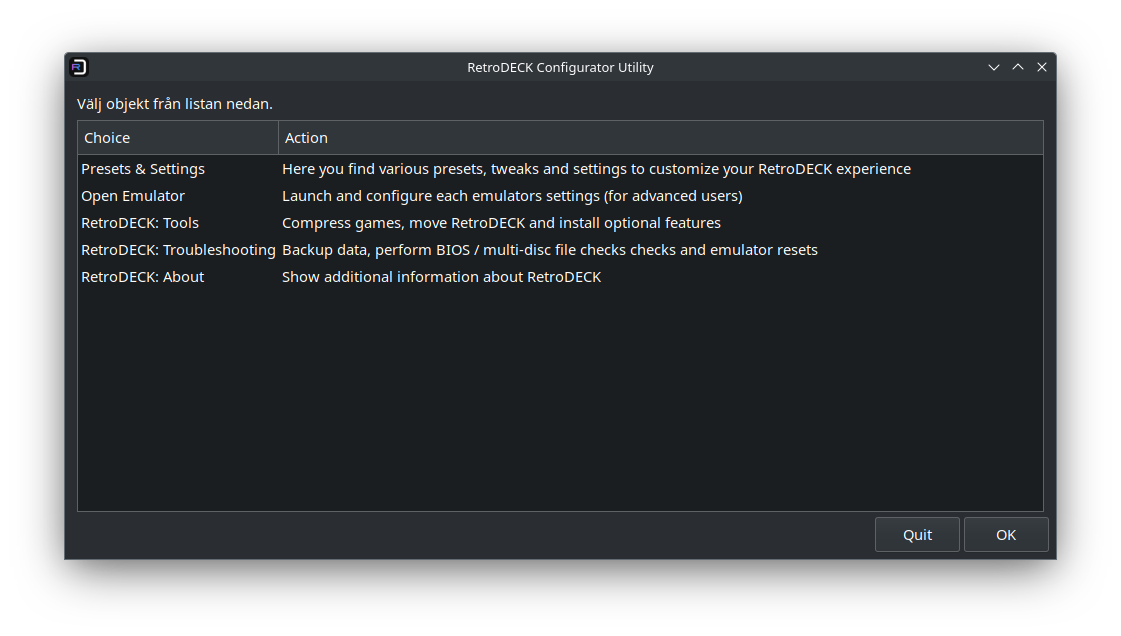 RetroDECK Configurator Utility
Välj objekt från listan nedan.
Choice Action
Presets & Settings Here you find various presets, tweaks and settings to customize your RetroDECK experience
Open Emulator Launch and configure each emulators settings (for advanced users)
RetroDECK: Tools Compress games, move RetroDECK and install optional features
RetroDECK: Troubleshooting Backup data, perform BIOS / multi-disc file checks checks and emulator resets
RetroDECK: About Show additional information about RetroDECK
Quit OK